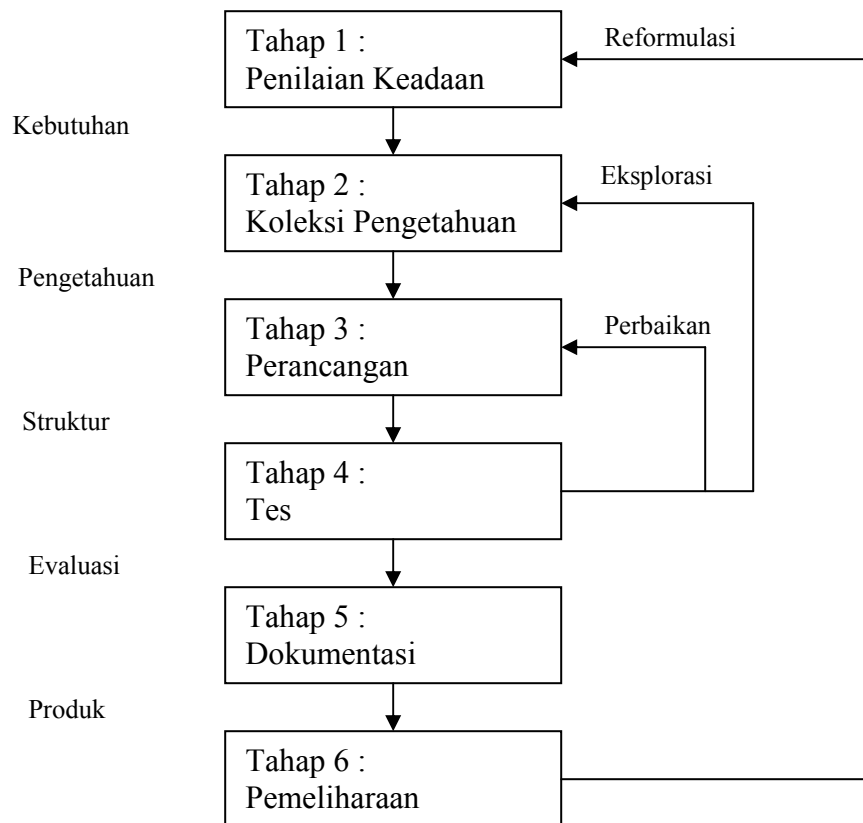 Tahap 1 :
Penilaian Keadaan
Reformulasi
Kebutuhan
Tahap 2 :
Koleksi Pengetahuan
Eksplorasi
Pengetahuan
Tahap 3 :
Perancangan
Perbaikan
Struktur
Tahap 4 :
Tes
Evaluasi
Tahap 5 :
Dokumentasi
Produk
Tahap 6 :
Pemeliharaan